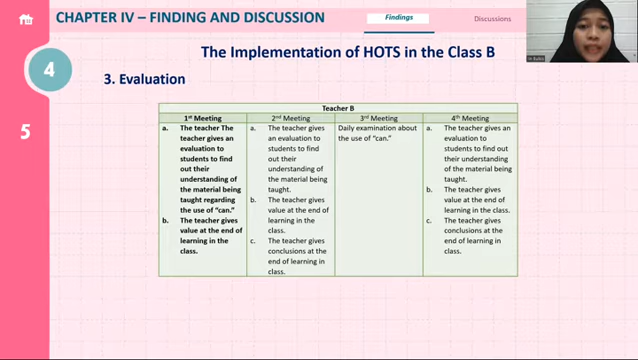 CHAPTER IV – FINDING AND DISCUSSION
Findings
Discussions
The Implementation of HOTS in the Class B
4
3. Evaluation
5
Teacher B
1st Meeting
2nd Meeting
3rd Meeting
4th Meeting
a. The teacher The
teacher gives an
evaluation to
students to find
out their
understanding of
the material being
taught regarding
the use of “can.”
b. The teacher gives
value at the end of
learning in the
class.
a. The teacher gives
an evaluation to
students to find
out their
understanding of
the material being
taught.
b. The teacher gives
value at the end of
learning in the
class.
c. The teacher gives
conclusions at the
end of learning in
class.
Daily examination about
the use of “can.”
a. The teacher gives an
evaluation to
students to find out
their understanding
of the material being
taught.
b. The teacher gives
value at the end of
learning in the class.
c. The teacher gives
conclusions at the
end of learning in
class.